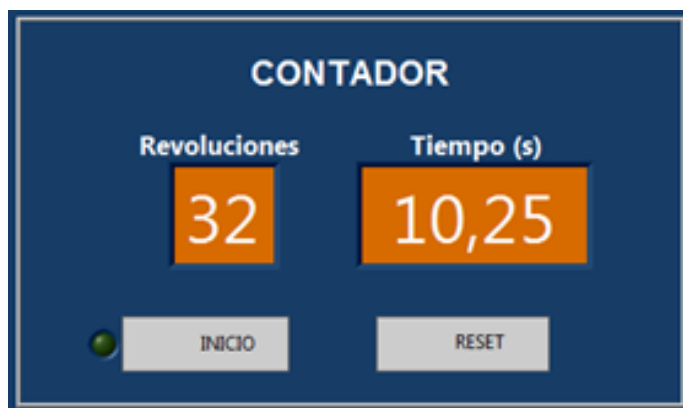 CONTADOR
Revoluciones Tiempo (s)
32 10,25
INICIO RESET